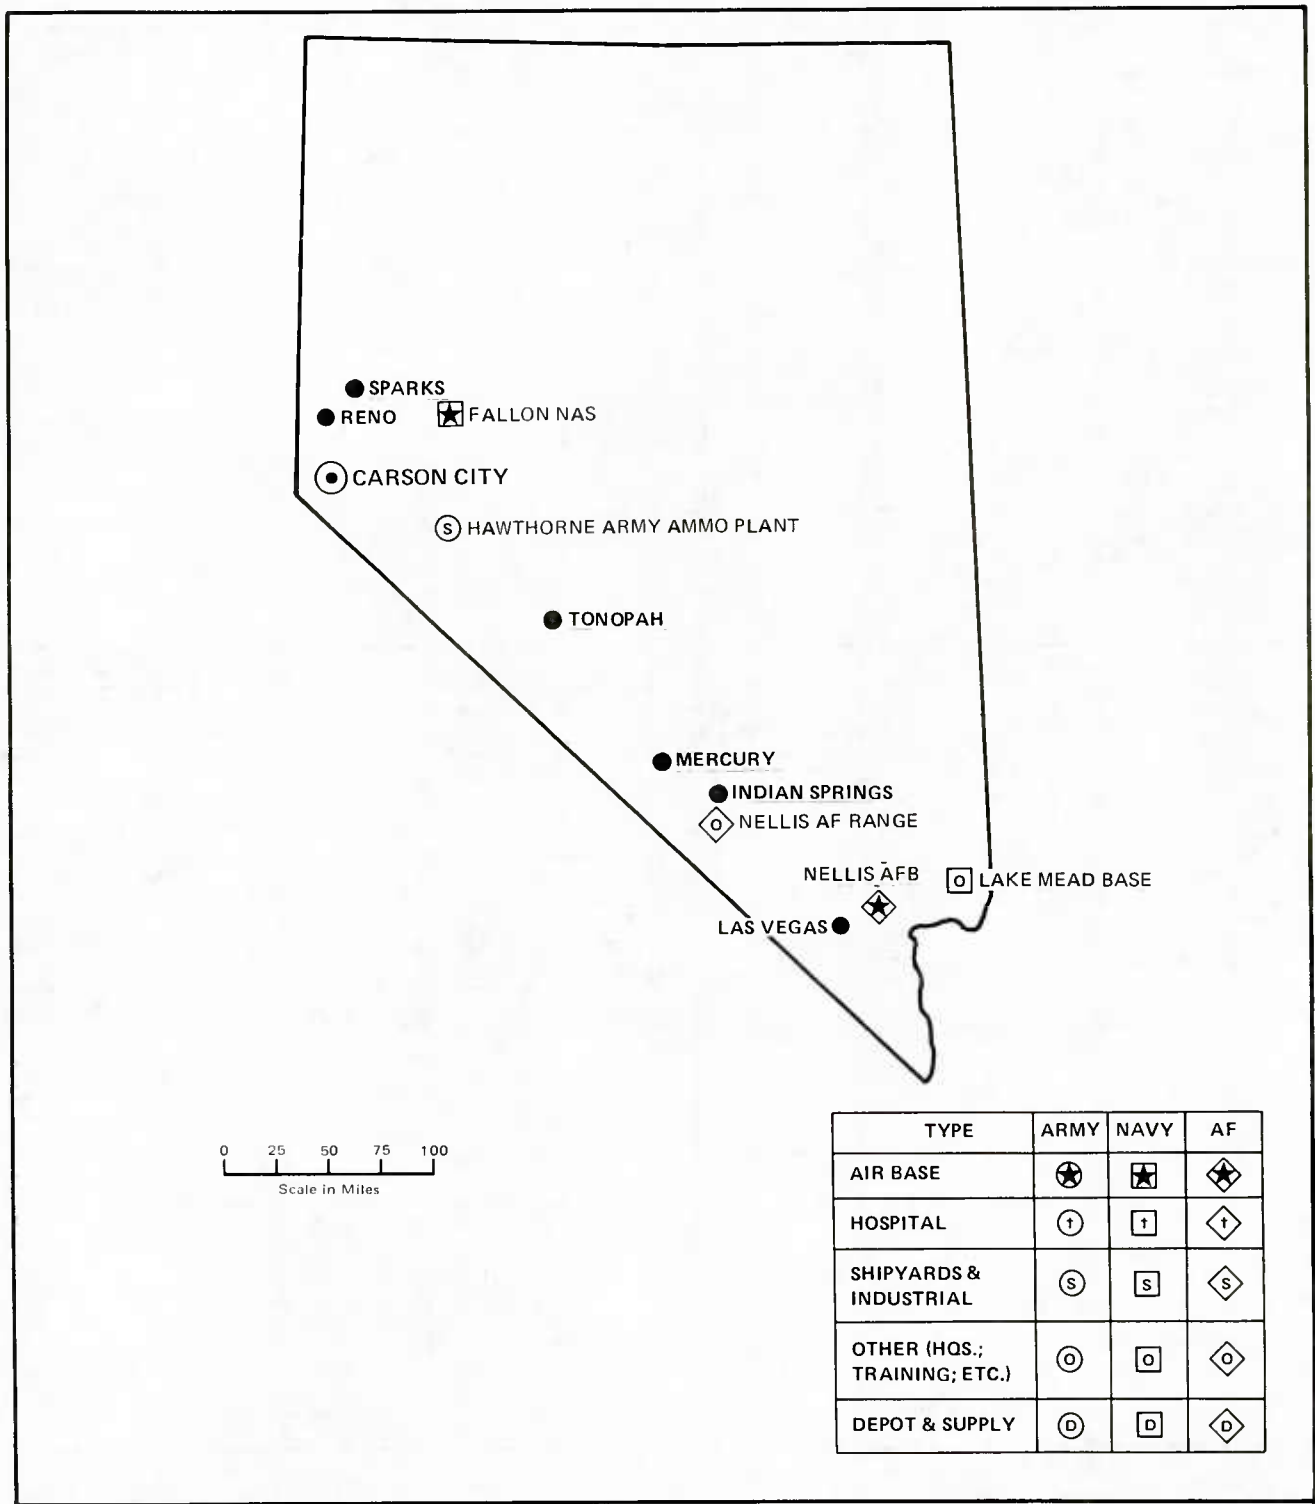 SPARKS
RENO
FALLON NAS
CARSON CITY
S HAWTHORNE ARMY AMMO PLANT
TONOPAH
MERCURY
INDIAN SPRINGS
O NELLIS AF RANGE
NELLIS AFB
O LAKE MEAD BASE
LAS VEGAS
0 25 50 75 100
Scale in Miles
TYPE ARMY NAVY AF
AIR BASE
HOSPITAL † † †
SHIPYARDS &
INDUSTRIAL S S S
OTHER (HQS.;
TRAINING; ETC.) O O O
DEPOT & SUPPLY D D D